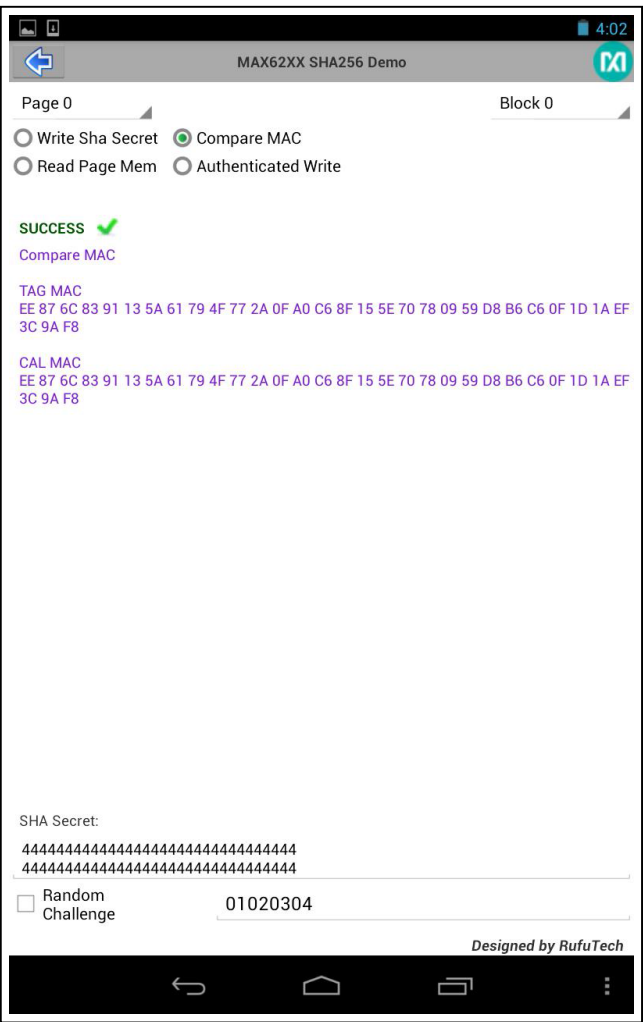 4:02
MAX62XX SHA256 Demo
Page 0
Block 0
Write Sha Secret
Compare MAC
Read Page Mem
Authenticated Write
SUCCESS
Compare MAC
TAG MAC
EE 87 6C 83 91 13 5A 61 79 4F 77 2A 0F A0 C6 8F 15 5E 70 78 09 59 D8 B6 C6 0F 1D 1A EF
3C 9A F8
CAL MAC
EE 87 6C 83 91 13 5A 61 79 4F 77 2A 0F A0 C6 8F 15 5E 70 78 09 59 D8 B6 C6 0F 1D 1A EF
3C 9A F8
SHA Secret:
44444444444444444444444444444444
44444444444444444444444444444444
Random
Challenge
01020304
Designed by RufuTech